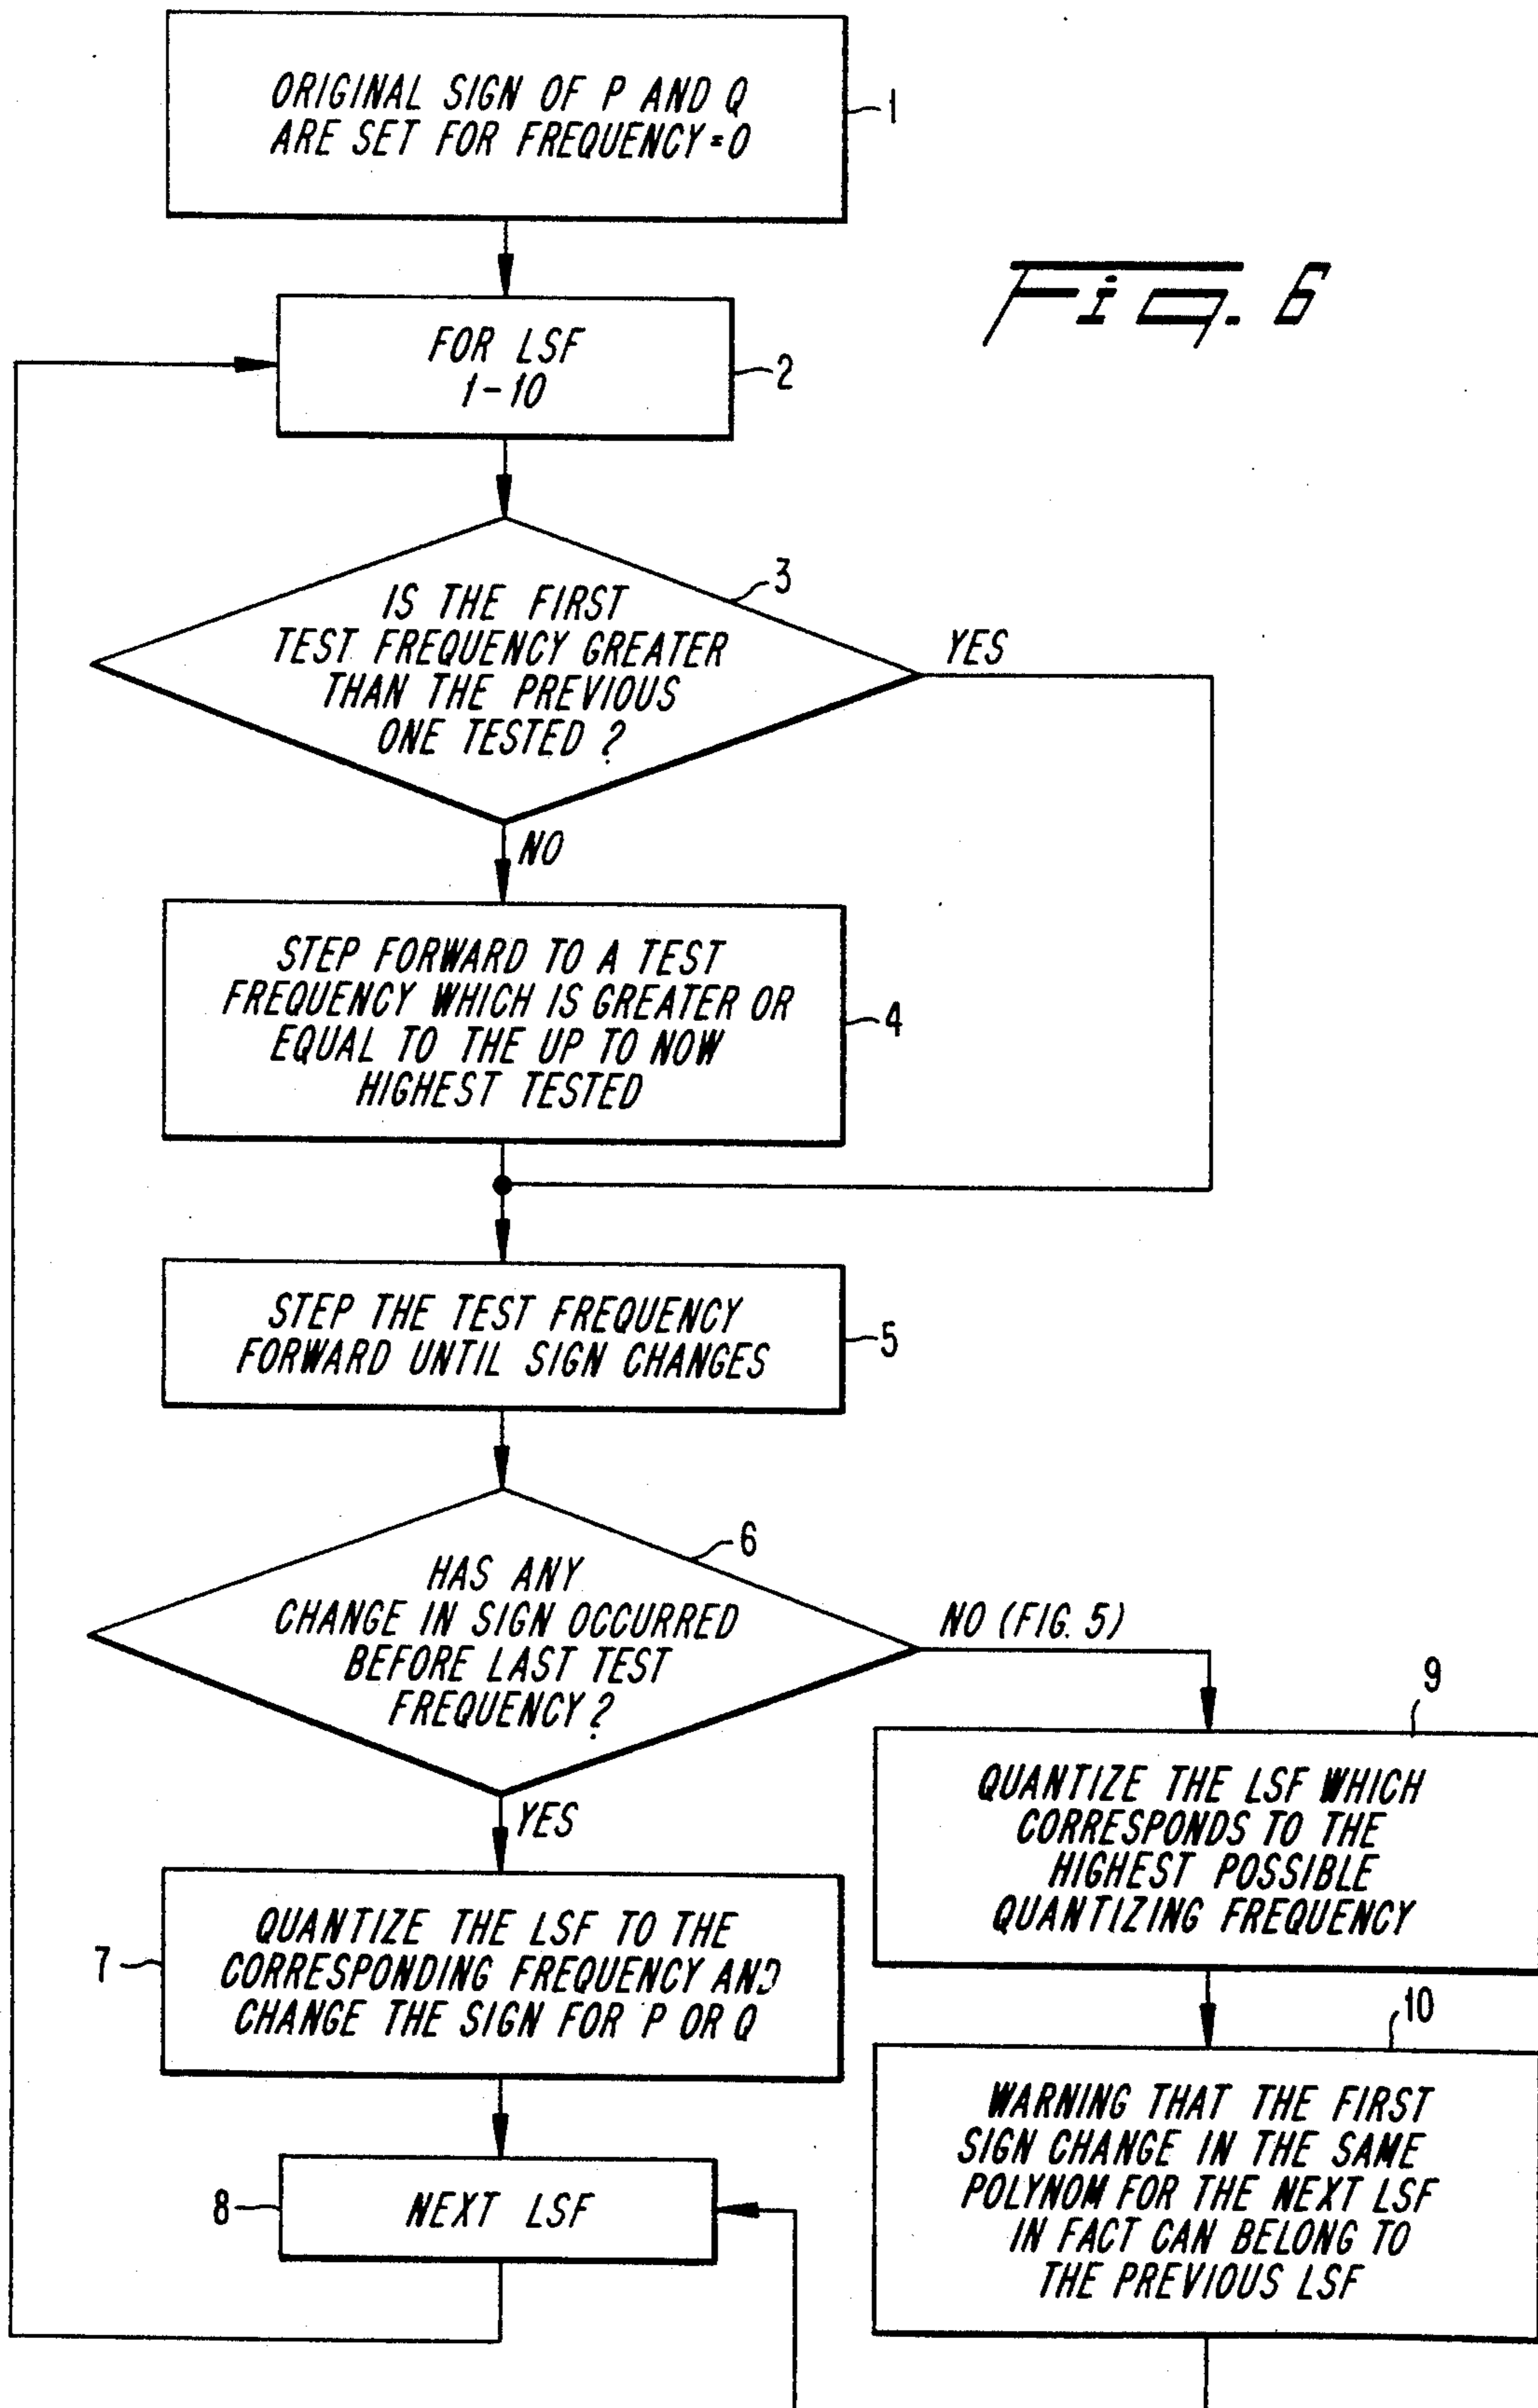 ORIGINAL SIGN OF P AND Q
ARE SET FOR FREQUENCY=0
1
Fig. 6
FOR LSF
1-10
2
3
IS THE FIRST
TEST FREQUENCY GREATER
THAN THE PREVIOUS
ONE TESTED ?
YES
NO
STEP FORWARD TO A TEST
FREQUENCY WHICH IS GREATER OR
EQUAL TO THE UP TO NOW
HIGHEST TESTED
4
STEP THE TEST FREQUENCY
FORWARD UNTIL SIGN CHANGES
5
6
HAS ANY
CHANGE IN SIGN OCCURRED
BEFORE LAST TEST
FREQUENCY?
NO (FIG. 5)
YES
9
QUANTIZE THE LSF WHICH
CORRESPONDS TO THE
HIGHEST POSSIBLE
QUANTIZING FREQUENCY
7
QUANTIZE THE LSF TO THE
CORRESPONDING FREQUENCY AND
CHANGE THE SIGN FOR P OR Q
10
WARNING THAT THE FIRST
SIGN CHANGE IN THE SAME
POLYNOM FOR THE NEXT LSF
IN FACT CAN BELONG TO
THE PREVIOUS LSF
8
NEXT LSF